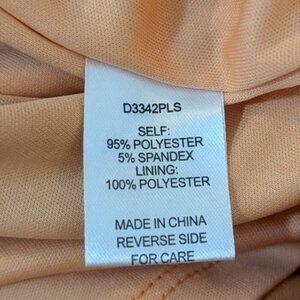 D3342PLS
SELF:
95% POLYESTER
5% SPANDEX
LINING:
100% POLYESTER
MADE IN CHINA
REVERSE SIDE
FOR CARE